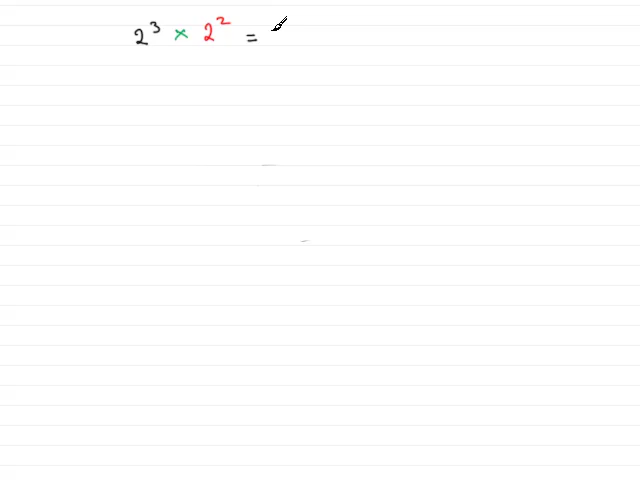 2³ × 2² =